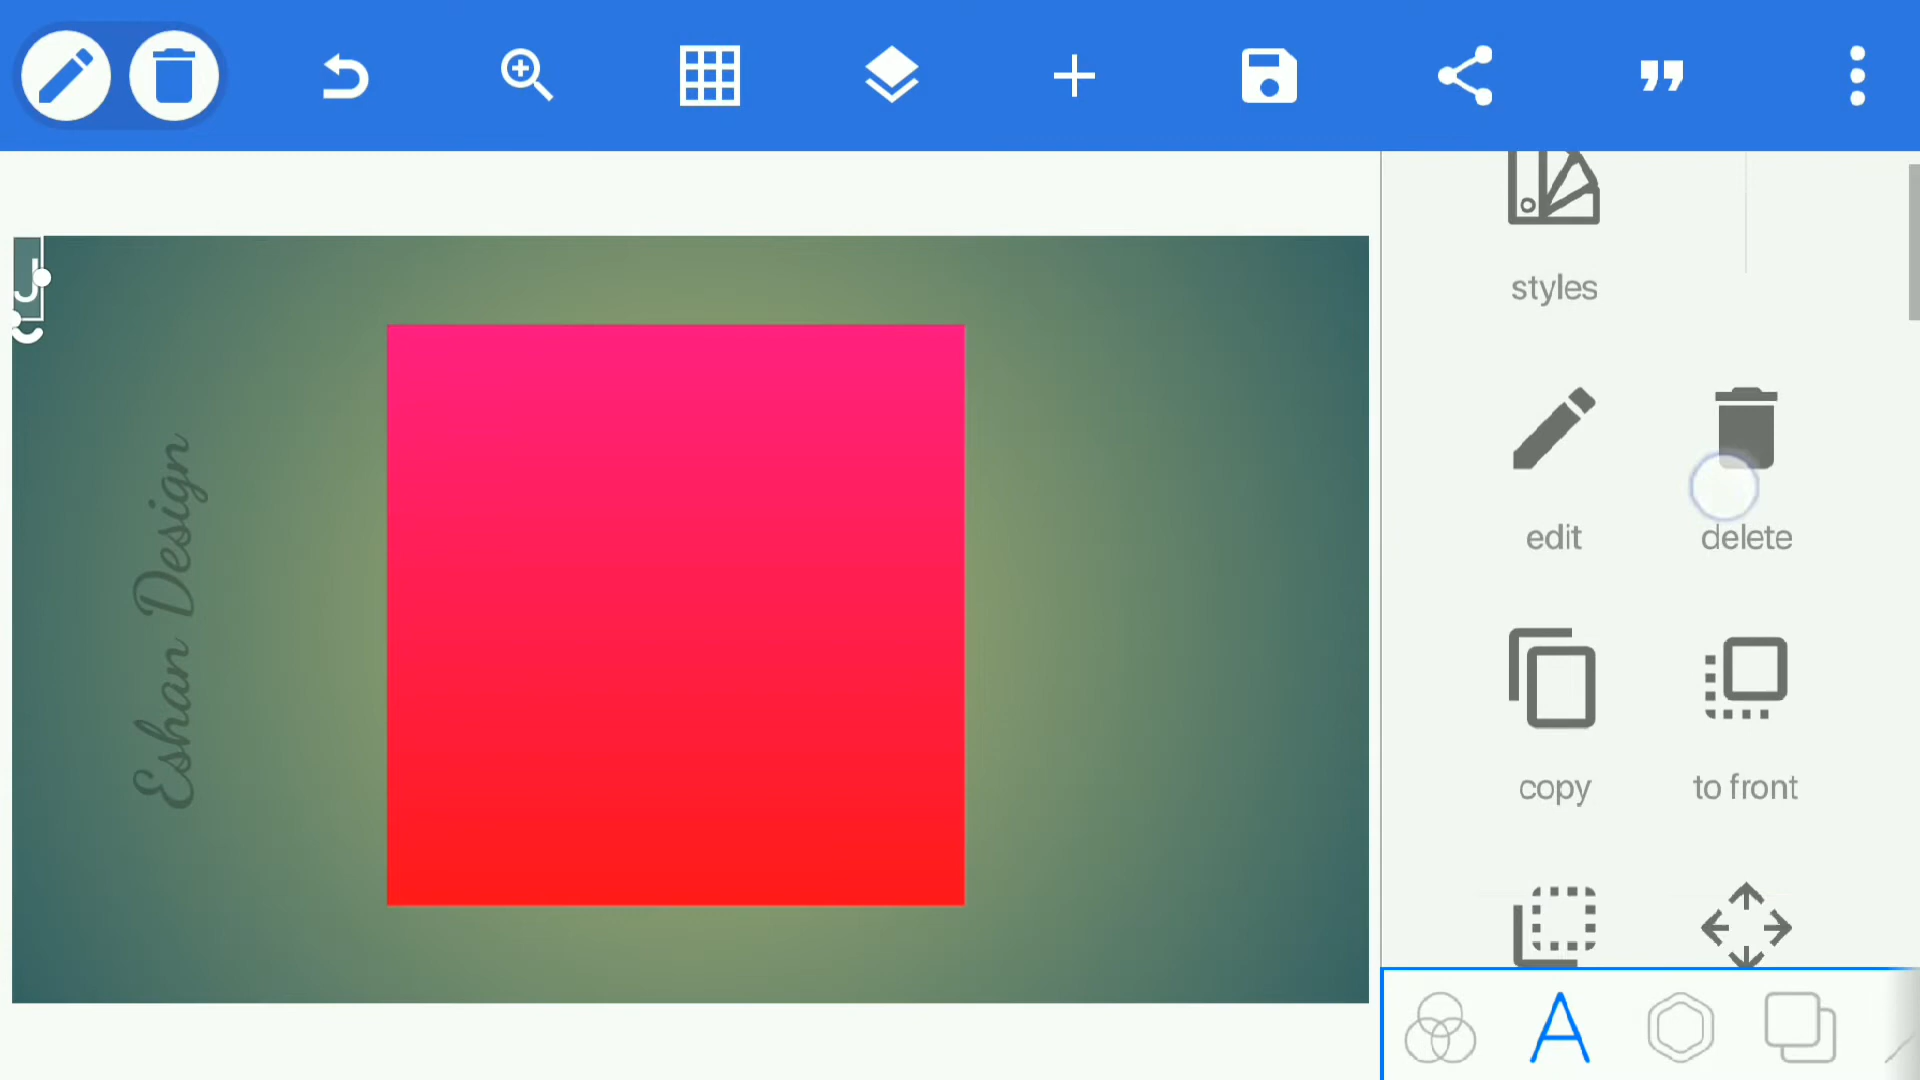 styles
edit
delete
copy
to front
Eshan Design